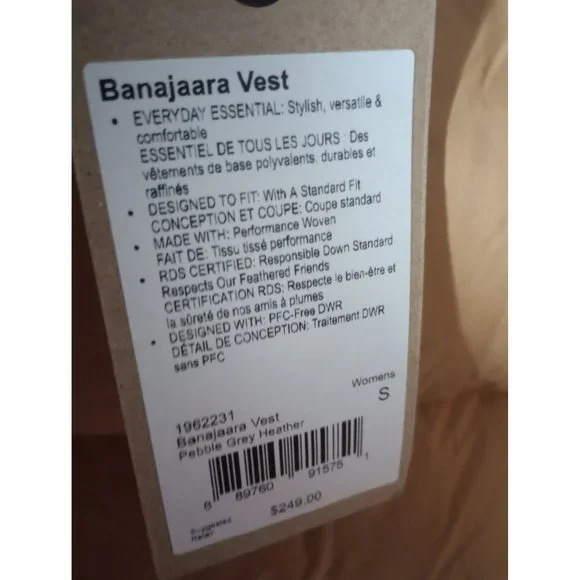 Banajaara Vest
• EVERYDAY ESSENTIAL: Stylish, versatile &
comfortable
ESSENTIEL DE TOUS LES JOURS : Des
vêtements de base polyvalents, durables et
raffinés
• DESIGNED TO FIT: With A Standard Fit
CONCEPTION ET COUPE: Coupe standard
• MADE WITH: Performance Woven
FAIT DE: Tissu tissé performance
• RDS CERTIFIED: Responsible Down Standard
Respects Our Feathered Friends
CERTIFICATION RDS: Respecte le bien-être et
la sûreté de nos amis à plumes
• DESIGNED WITH: PFC-Free DWR
DÉTAIL DE CONCEPTION: Traitement DWR
sans PFC
Womens
S
1962231
Banajaara Vest
Pebble Grey Heather
8 89760 91575 1
Suggested
Retail
$249.00